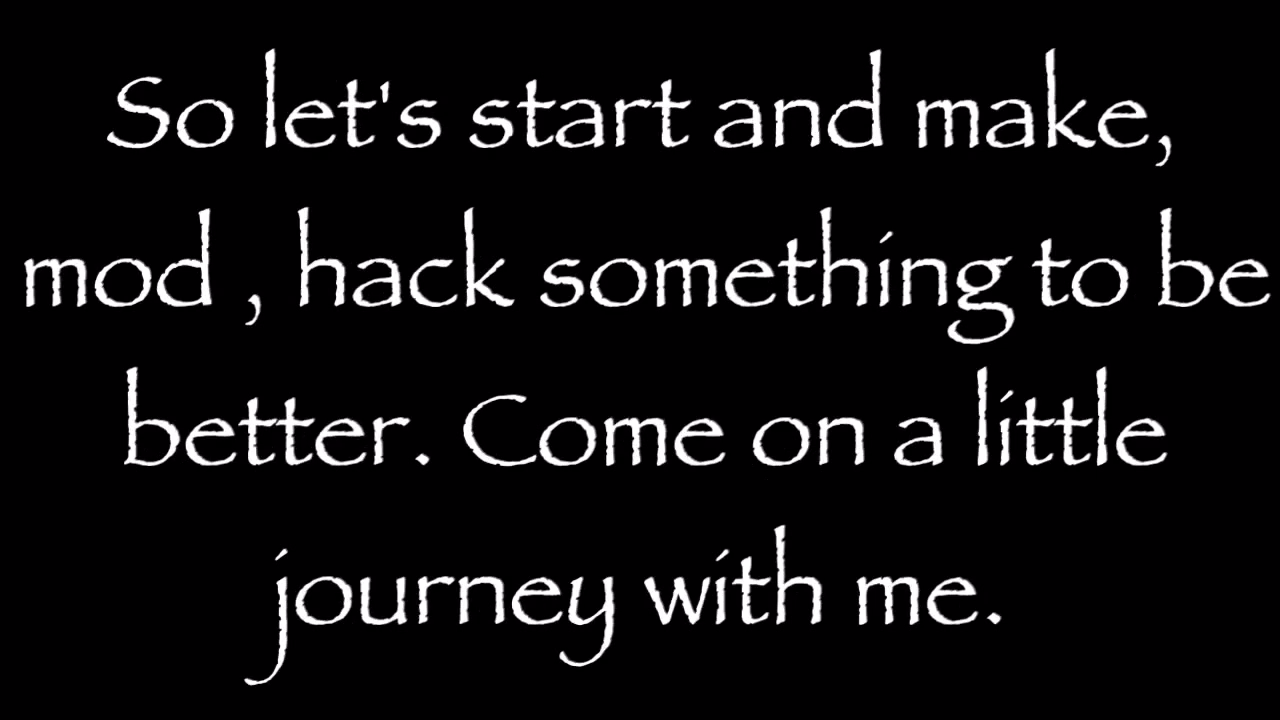 So let's start and make,
mod , hack something to be
better. Come on a little
journey with me.